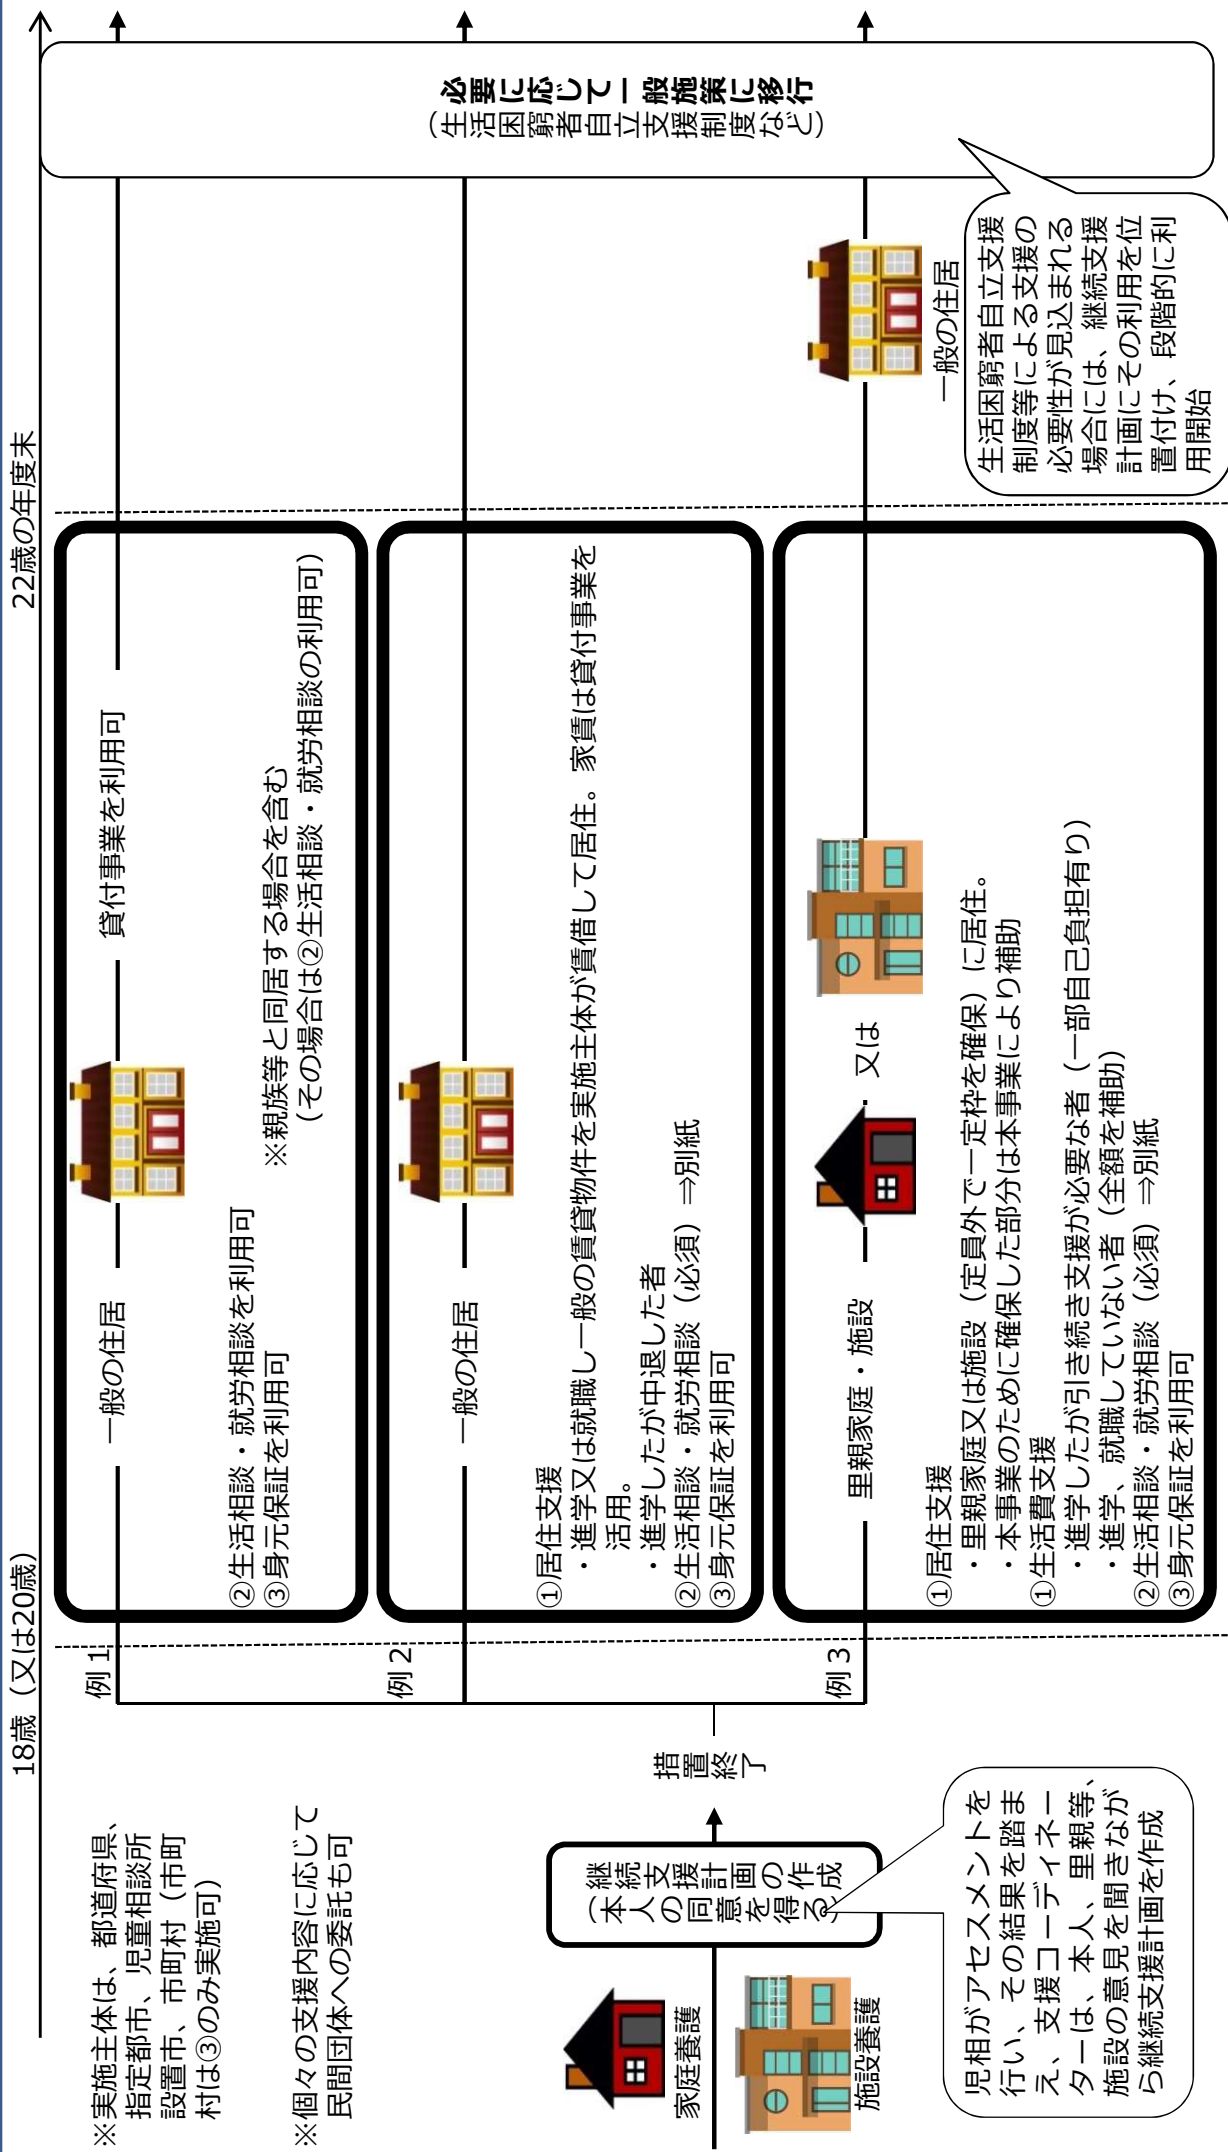 18歳（又は20歳）
22歳の年度末
※実施主体は、都道府県、
指定都市、児童相談所
設置市、市町村（市町
村は③のみ実施可）
※個々の支援内容に応じて
民間団体への委託も可
家庭養護
施設養護
継続支援計画の作成
（本人の同意を得る）
児相がアセスメントを
行い、その結果を踏ま
え、支援コーディネー
ターは、本人、里親等、
施設の意見を聞きなが
ら継続支援計画を作成
措置
終了
例１
一般の住居
貸付事業を利用可
②生活相談・就労相談を利用可
③身元保証を利用可
※親族等と同居する場合を含む
（その場合は②生活相談・就労相談の利用可）
例２
一般の住居
①居住支援
・進学又は就職し一般の賃貸物件を実施主体が賃借して居住。家賃は貸付事業を
活用。
・進学したが中退した者
②生活相談・就労相談（必須）⇒別紙
③身元保証を利用可
例３
里親家庭・施設
又は
①居住支援
・里親家庭又は施設（定員外で一定枠を確保）に居住。
・本事業のために確保した部分は本事業により補助
①生活費支援
・進学したが引き続き支援が必要な者（一部自己負担有り）
・進学、就職していない者（全額を補助）
②生活相談・就労相談（必須）⇒別紙
③身元保証を利用可
一般の住居
生活困窮者自立支援
制度等による支援の
必要性が見込まれる
場合には、継続支援
計画にその利用を位
置付け、段階的に利
用開始
必要に応じて一般施策に移行
（生活困窮者自立支援制度など）